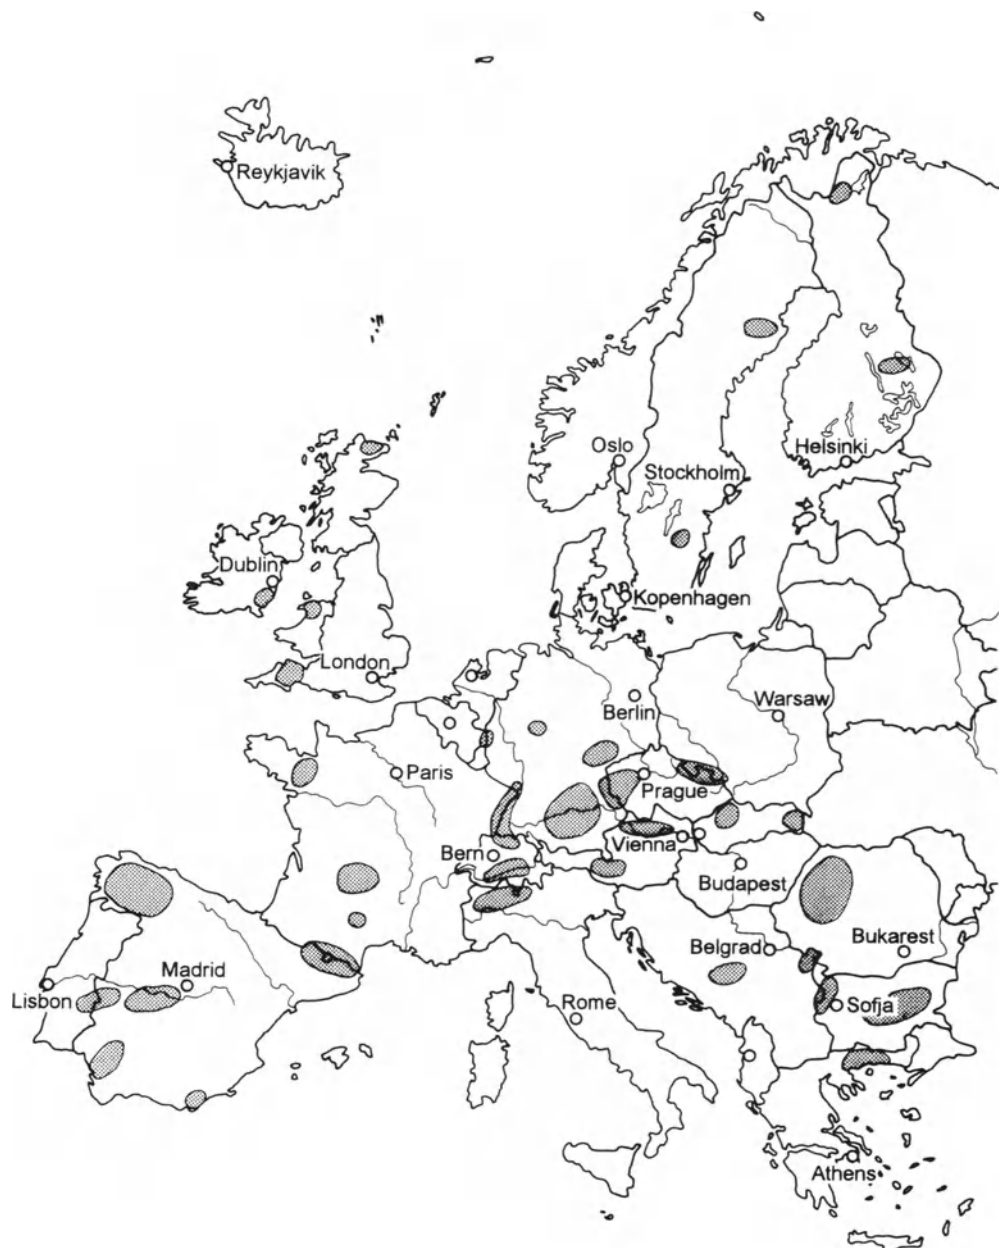 Reykjavik
Oslo
Helsinki
Stockholm
Dublin
Kopenhagen
London
Berlin
Warsaw
Paris
Prague
Bern
Vienna
Budapest
Belgrad
Bukarest
Madrid
Lisbon
Rome
Sofja
Athens